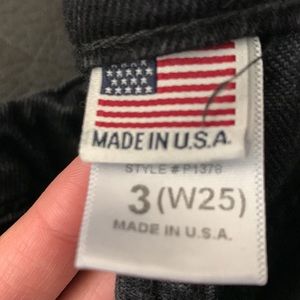 MADE IN U.S.A.
STYLE # P1378
3 (W25)
MADE IN U.S.A.